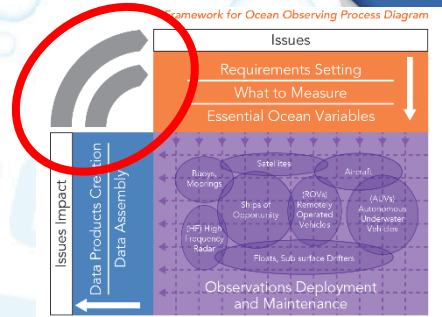 Framework for Ocean Observing Process Diagram
Issues
Requirements Setting
What to Measure
Essential Ocean Variables
Issues Impact
Data Products Creation
Data Assembly
Satellites
Aircraft
Buoys,
Moorings
Ships of
Opportunity
(ROVs)
Remotely
Operated
Vehicles
(AUVs)
Autonomous
Underwater
Vehicles
(HF) High
Frequency
Radar
Floats, Sub surface Drifters
Observations Deployment
and Maintenance